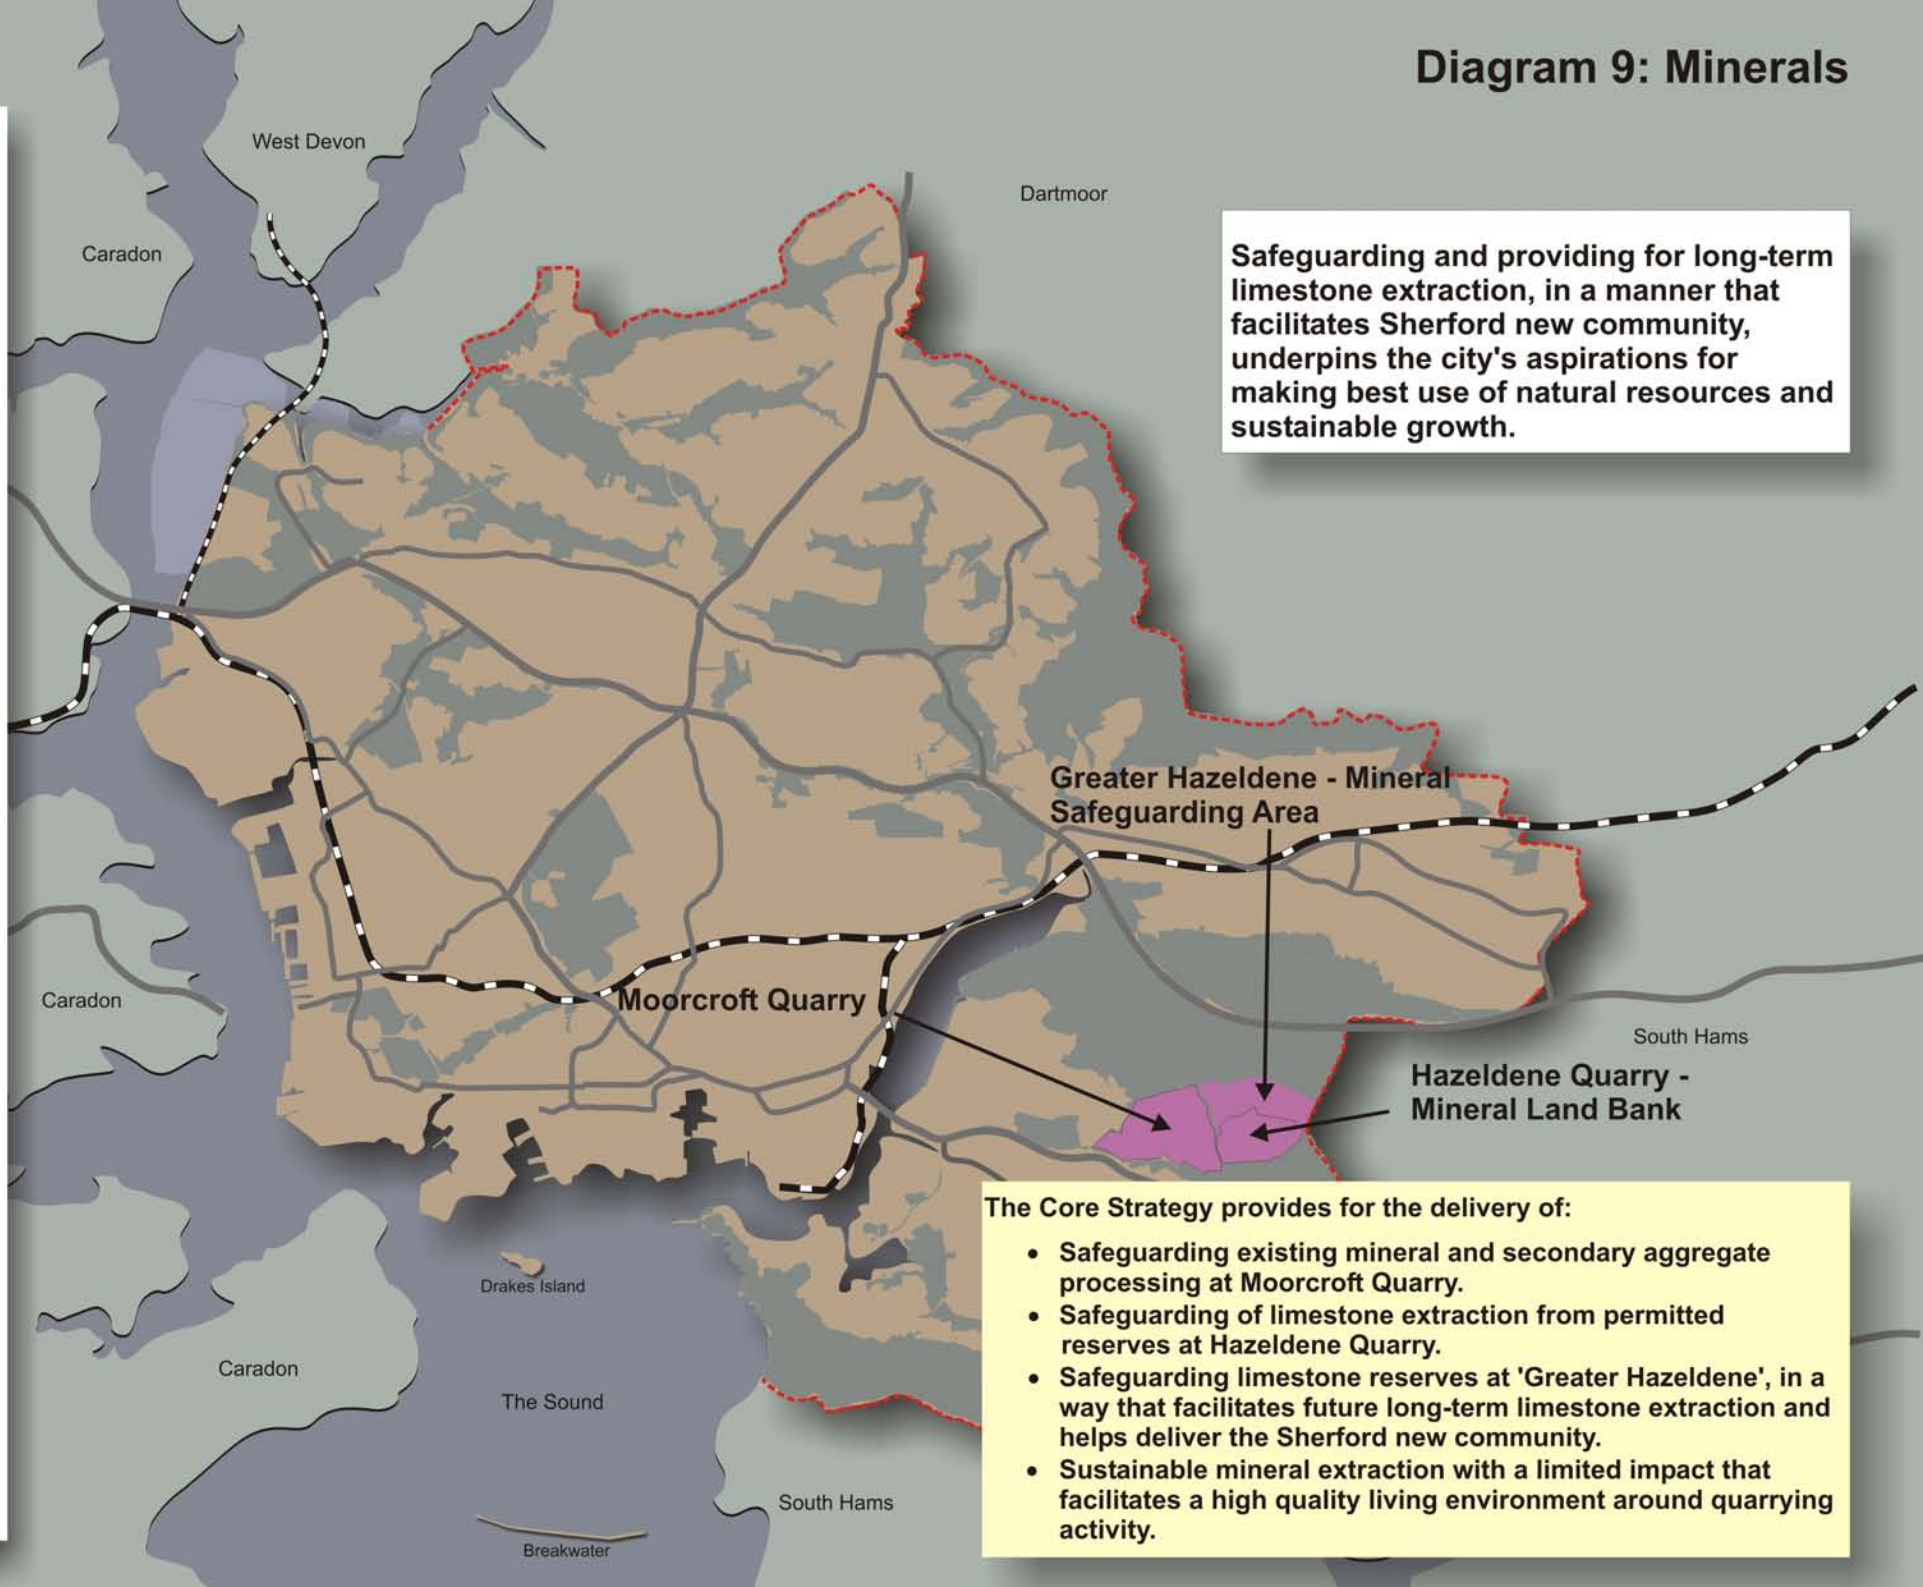 Diagram 9: Minerals
West Devon
Dartmoor
Caradon
Safeguarding and providing for long-term
limestone extraction, in a manner that
facilitates Sherford new community,
underpins the city's aspirations for
making best use of natural resources and
sustainable growth.
Greater Hazeldene - Mineral
Safeguarding Area
Moorcroft Quarry
Caradon
South Hams
Hazeldene Quarry -
Mineral Land Bank
The Core Strategy provides for the delivery of:
• Safeguarding existing mineral and secondary aggregate
processing at Moorcroft Quarry.
• Safeguarding of limestone extraction from permitted
reserves at Hazeldene Quarry.
• Safeguarding limestone reserves at 'Greater Hazeldene', in a
way that facilitates future long-term limestone extraction and
helps deliver the Sherford new community.
• Sustainable mineral extraction with a limited impact that
facilitates a high quality living environment around quarrying
activity.
Drakes Island
Caradon
The Sound
South Hams
Breakwater